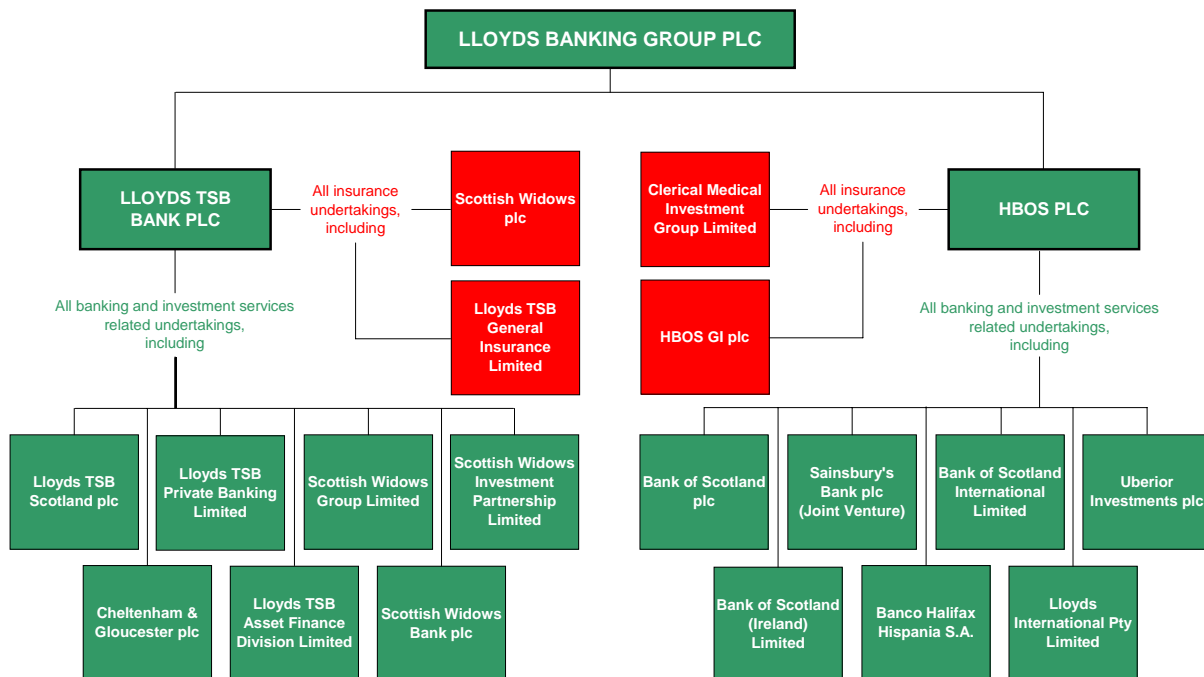 LLOYDS BANKING GROUP PLC
LLOYDS TSB
BANK PLC
All insurance
undertakings,
including
Scottish Widows
plc
Lloyds TSB
General
Insurance
Limited
Clerical Medical
Investment
Group Limited
All insurance
undertakings,
including
HBOS PLC
HBOS GI plc
All banking and investment services
related undertakings,
including
All banking and investment services
related undertakings,
including
Lloyds TSB
Scotland plc
Lloyds TSB
Private Banking
Limited
Scottish Widows
Group Limited
Scottish Widows
Investment
Partnership
Limited
Cheltenham &
Gloucester plc
Lloyds TSB
Asset Finance
Division Limited
Scottish Widows
Bank plc
Bank of Scotland
plc
Sainsbury's
Bank plc
(Joint Venture)
Bank of Scotland
International
Limited
Uberior
Investments plc
Bank of Scotland
(Ireland)
Limited
Banco Halifax
Hispania S.A.
Lloyds
International Pty
Limited